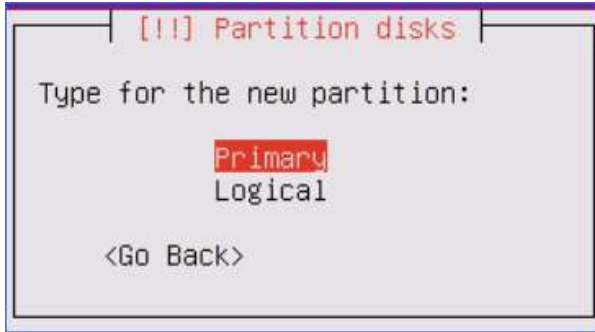 [!!] Partition disks
Type for the new partition:
Primary
Logical
<Go Back>